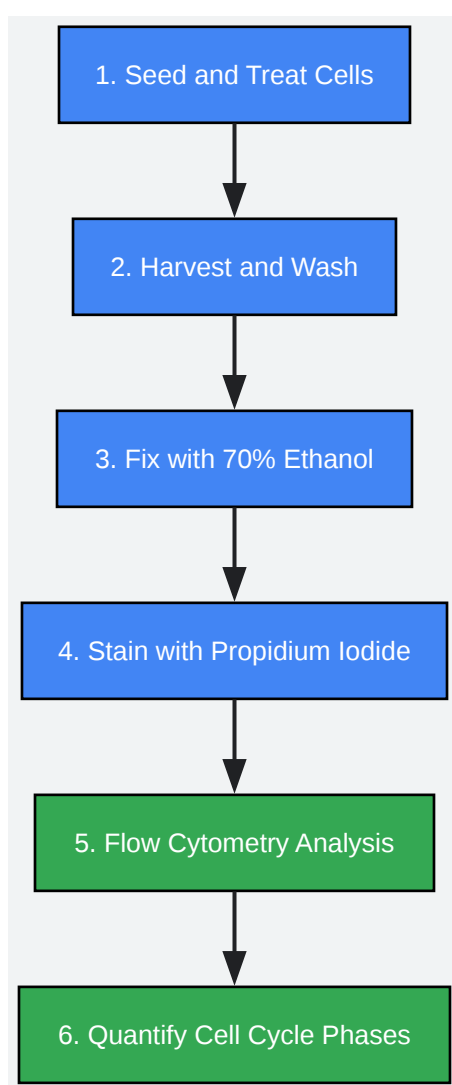 1. Seed and Treat Cells
2. Harvest and Wash
3. Fix with 70% Ethanol
4. Stain with Propidium Iodide
5. Flow Cytometry Analysis
6. Quantify Cell Cycle Phases